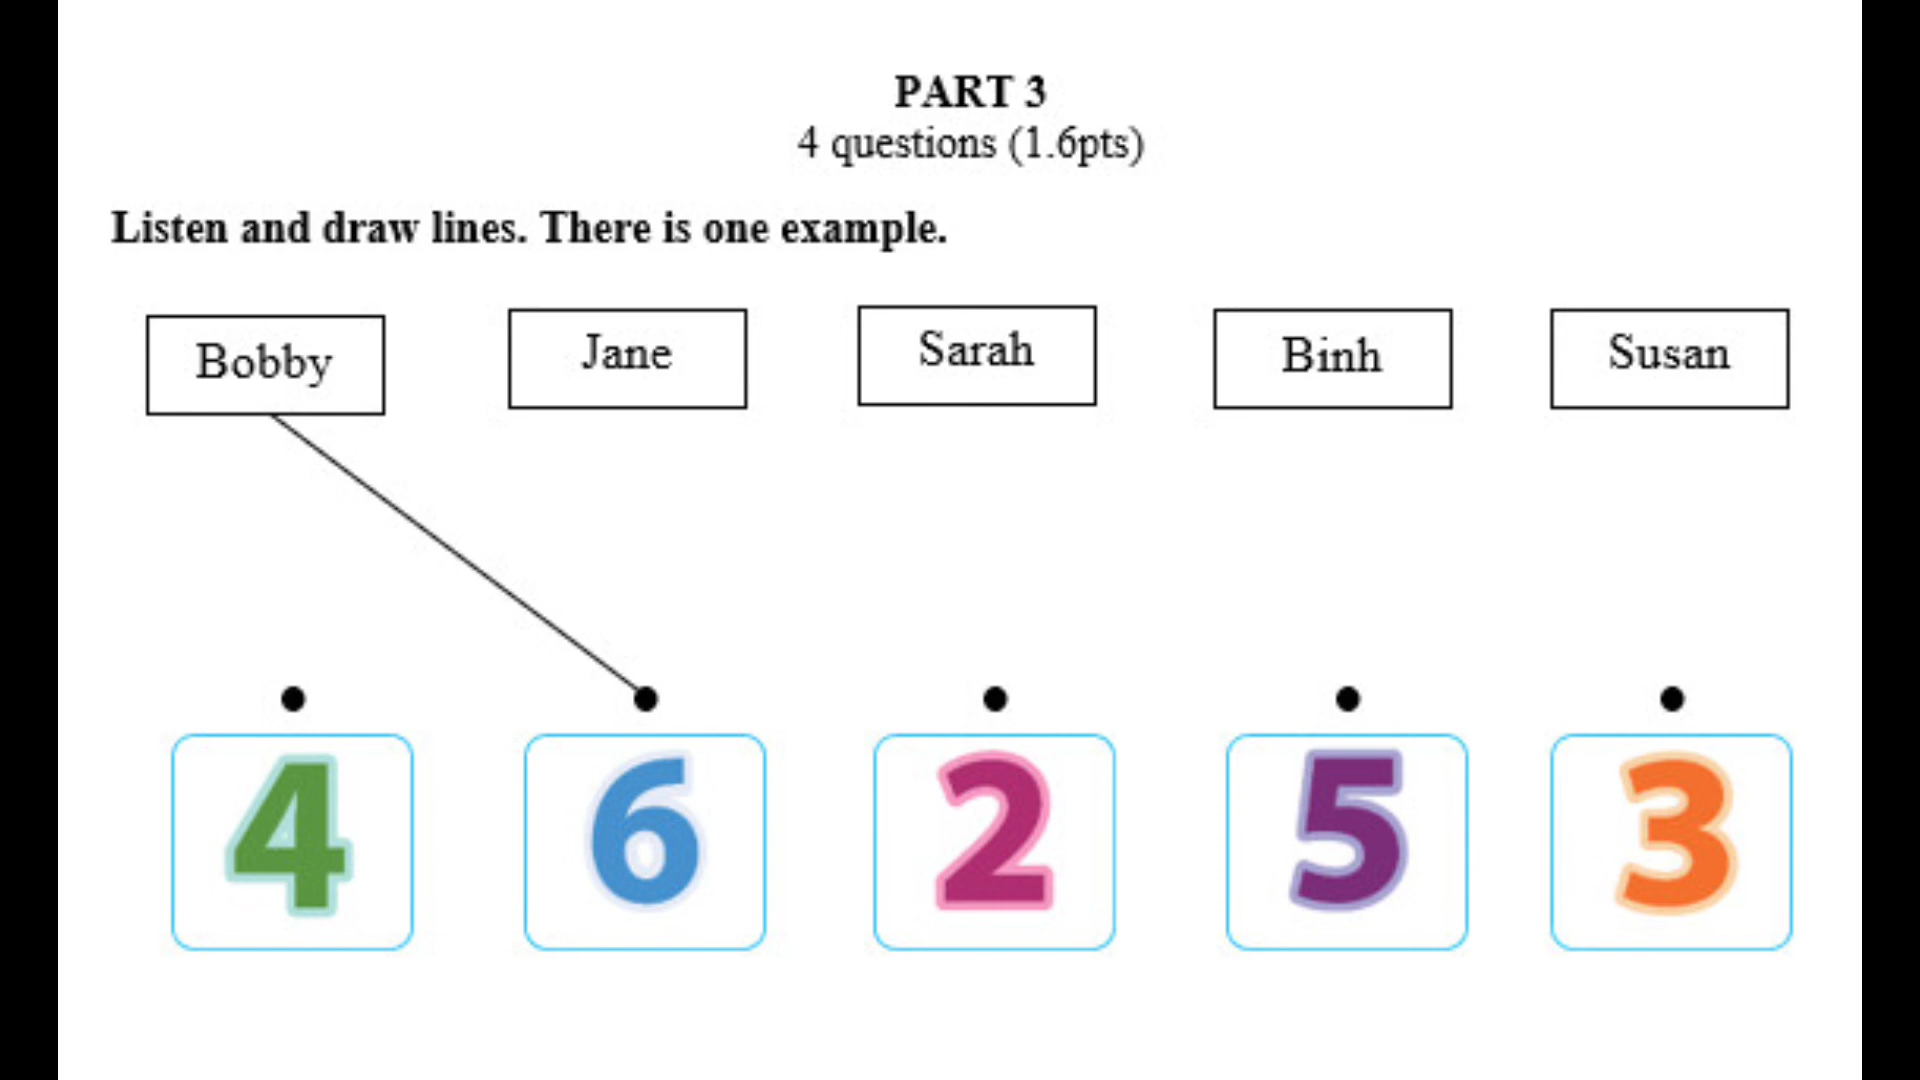 PART 3
4 questions (1.6pts)
Listen and draw lines. There is one example.
Bobby Jane Sarah Binh Susan
4 6 2 5 3